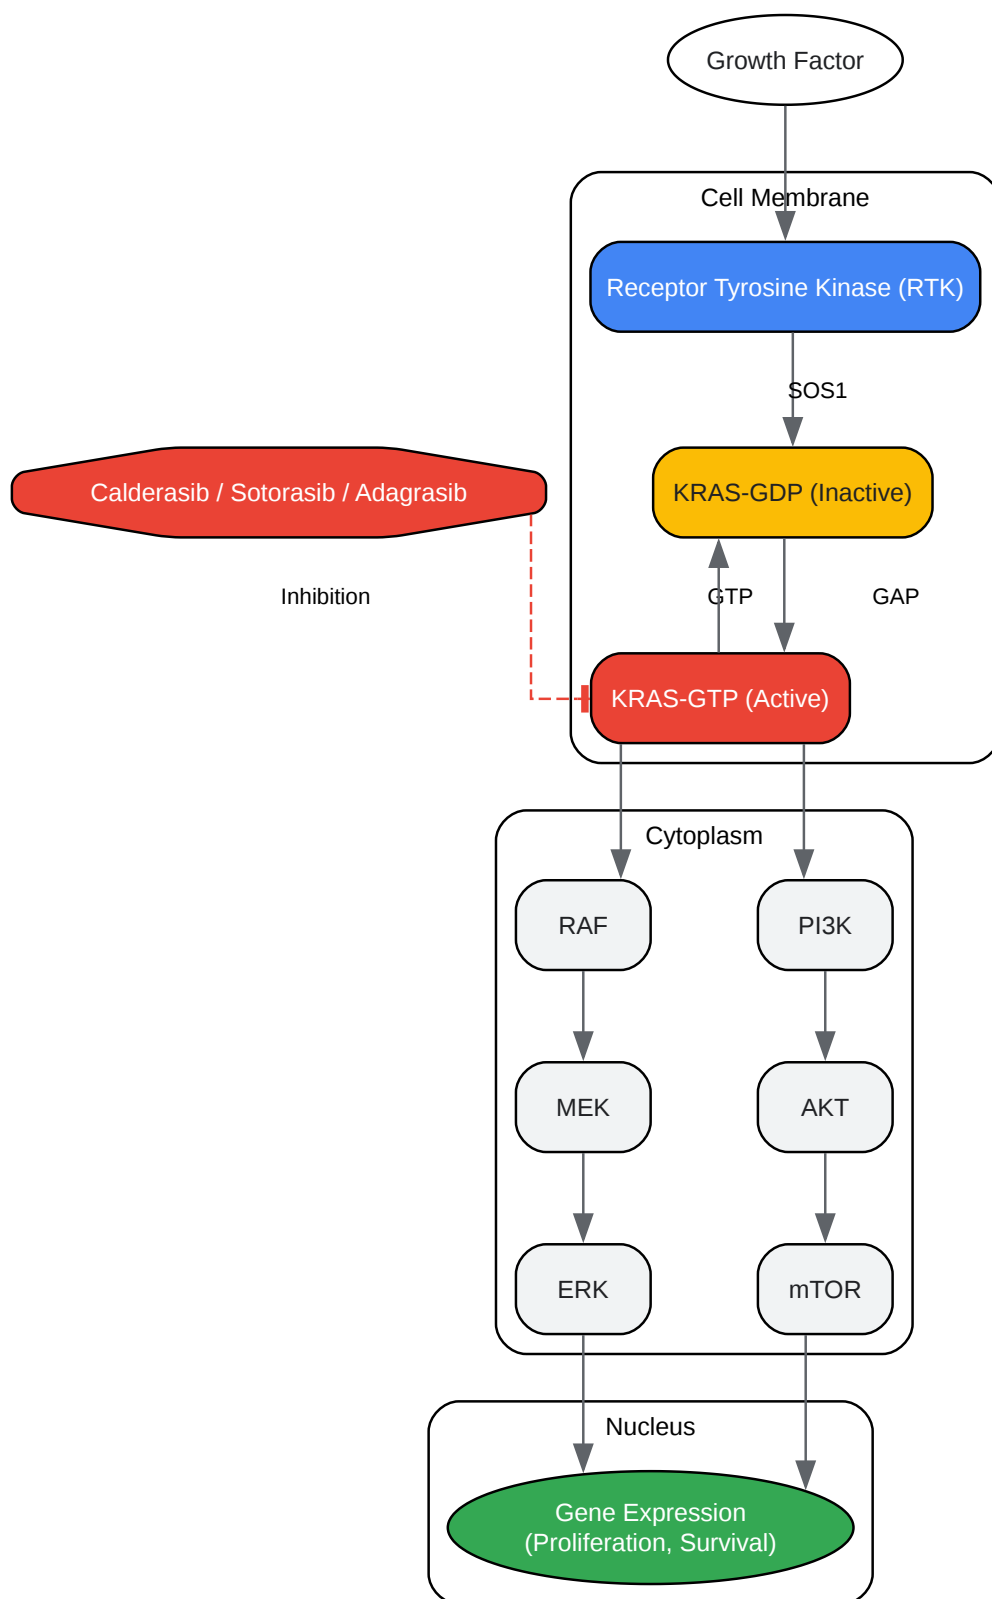 Growth Factor
Cell Membrane
Receptor Tyrosine Kinase (RTK)
SOS1
Calderasib / Sotorasib / Adagrasib
KRAS-GDP (Inactive)
Inhibition
GTP
GAP
KRAS-GTP (Active)
Cytoplasm
RAF
PI3K
MEK
AKT
ERK
mTOR
Nucleus
Gene Expression
(Proliferation, Survival)